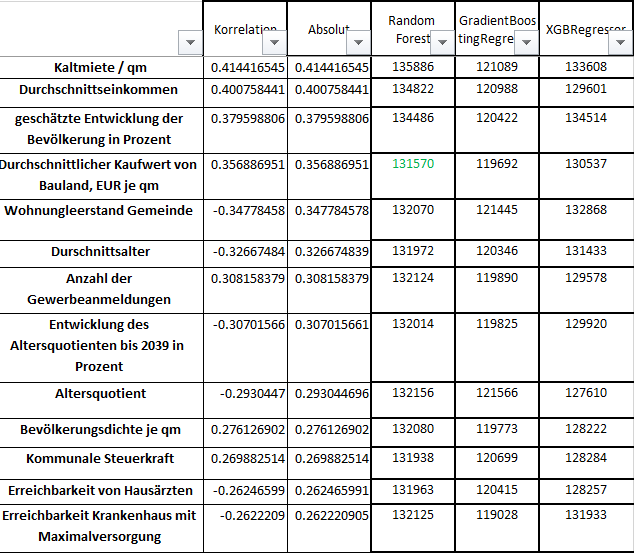 Korrelation Absolut Random Forest GradientBoos tingRegre XGBRegressor
Kaltmiete / qm 0.414416545 0.414416545 135886 121089 133608
Durchschnittseinkommen 0.400758441 0.400758441 134822 120988 129601
geschätzte Entwicklung der 0.379598806 0.379598806 134486 120422 134514
Bevölkerung in Prozent
Durchschnittlicher Kaufwert von 0.356886951 0.356886951 131570 119692 130537
Bauland, EUR je qm
Wohnungleerstand Gemeinde -0.34778458 0.347784578 132070 121445 132868
Durschnittsalter -0.32667484 0.326674839 131972 120346 131433
Anzahl der 0.308158379 0.308158379 132124 119890 129578
Gewerbeanmeldungen
Entwicklung des -0.30701566 0.307015661 132014 119825 129920
Altersquotienten bis 2039 in
Prozent
Altersquotient -0.2930447 0.293044696 132156 121566 127610
Bevölkerungsdichte je qm 0.276126902 0.276126902 132080 119773 128222
Kommunale Steuerkraft 0.269882514 0.269882514 131938 120699 128284
Erreichbarkeit von Hausärzten -0.26246599 0.262465991 131963 120415 128257
Erreichbarkeit Krankenhaus mit -0.2622209 0.262220905 132125 119028 131933
Maximalversorgung